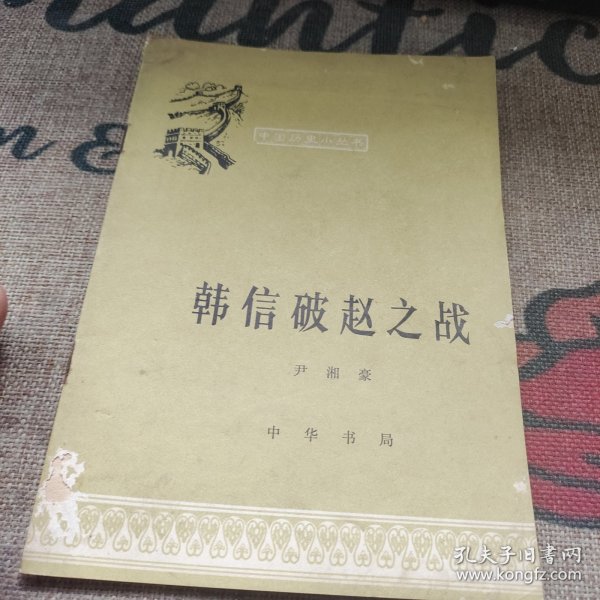 mantic
中国历史小丛书
韩信破赵之战
尹湘豪
中华书局
孔夫子旧书网
www.kongfz.com